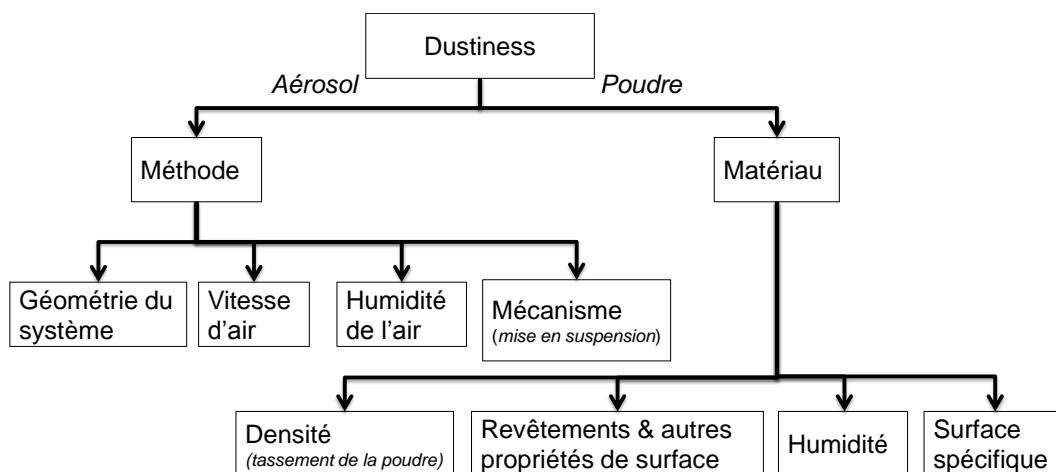 Dustiness
Aérosol
Poudre
Méthode
Matériau
Géométrie du
système
Vitesse
d'air
Humidité
de l'air
Mécanisme
(mise en suspension)
Densité
(tassement de la poudre)
Revêtements & autres
propriétés de surface
Humidité
Surface
spécifique